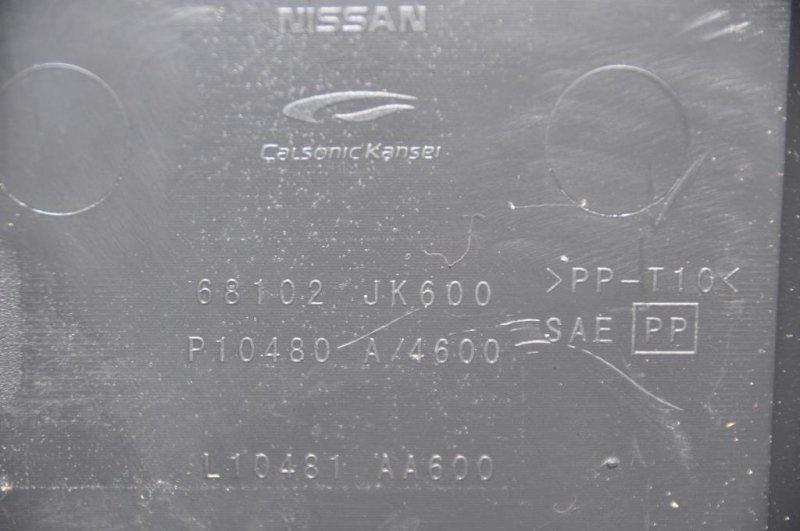 NISSAN
CalsonicKansei
68102 JK600
P10480 A/4600
L10481 AA600
>PP-T10<
SAE PP